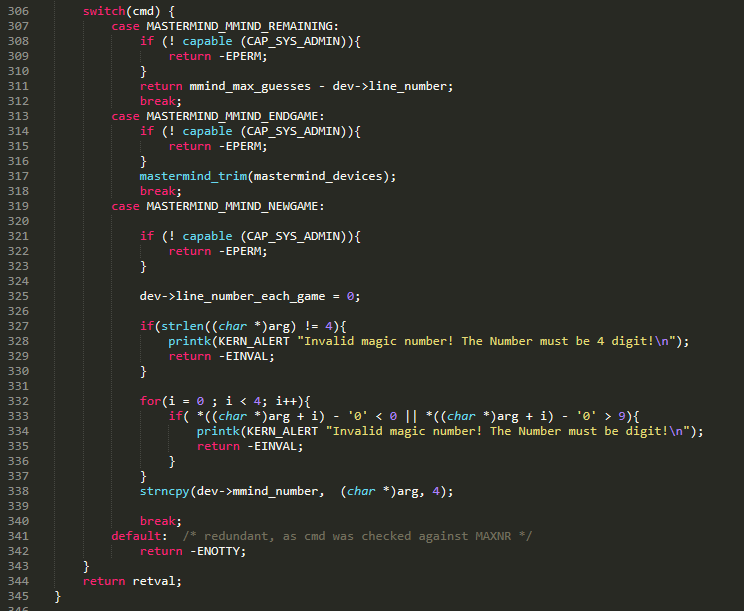 306 switch(cmd) {
307 case MASTERMIND_MMIND_REMAINING:
308 if (! capable (CAP_SYS_ADMIN)){
309 return -EPERM;
310 }
311 return mmind_max_guesses - dev->line_number;
312 break;
313 case MASTERMIND_MMIND_ENDGAME:
314 if (! capable (CAP_SYS_ADMIN)){
315 return -EPERM;
316 }
317 mastermind_trim(mastermind_devices);
318 break;
319 case MASTERMIND_MMIND_NEWGAME:
320
321 if (! capable (CAP_SYS_ADMIN)){
322 return -EPERM;
323 }
324
325 dev->line_number_each_game = 0;
326
327 if(strlen((char *)arg) != 4){
328 printk(KERN_ALERT "Invalid magic number! The Number must be 4 digit!\n");
329 return -EINVAL;
330 }
331
332 for(i = 0 ; i < 4; i++){
333 if( *((char *)arg + i) - '0' < 0 || *((char *)arg + i) - '0' > 9){
334 printk(KERN_ALERT "Invalid magic number! The Number must be digit!\n");
335 return -EINVAL;
336 }
337 }
338 strncpy(dev->mmind_number, (char *)arg, 4);
339
340 break;
341 default: /* redundant, as cmd was checked against MAXNR */
342 return -ENOTTY;
343 }
344 return retval;
345 }
346